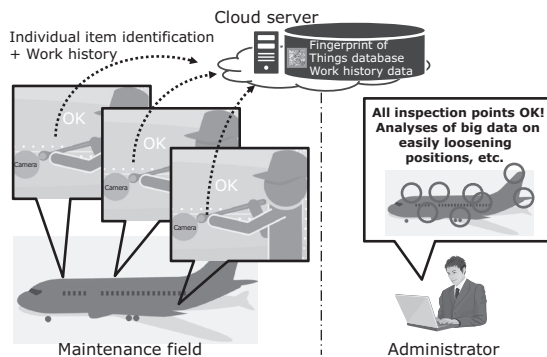 Cloud server
Individual item identification
+ Work history
Fingerprint of
Things database
Work history data
OK
Camera
OK
Camera
OK
Camera
All inspection points OK!
Analyses of big data on
easily loosening
positions, etc.
Maintenance field
Administrator